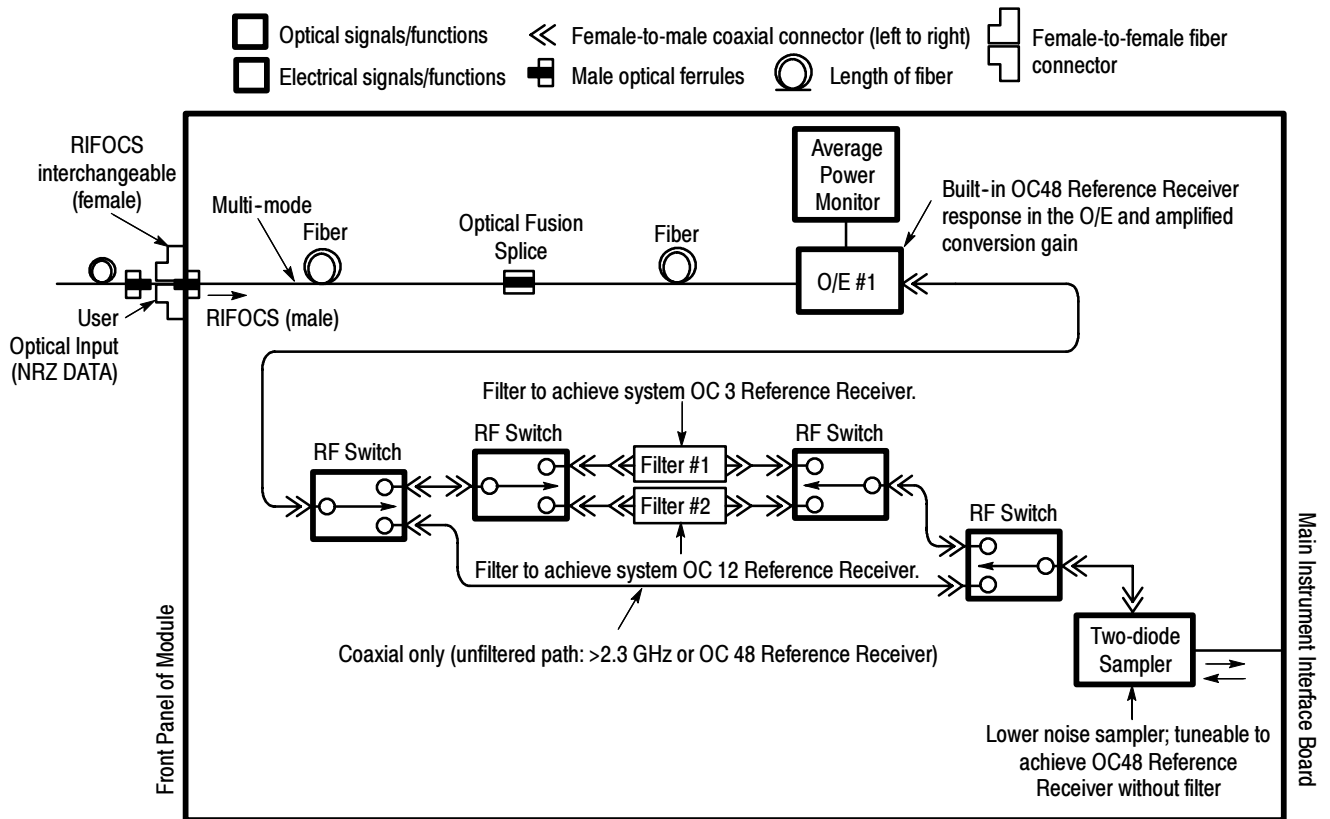 Optical signals/functions
Female-to-male coaxial connector (left to right)
Female-to-female fiber
connector
Electrical signals/functions
Male optical ferrules
Length of fiber
RIFOCS
interchangeable
(female)
Multi-mode
Fiber
Optical Fusion
Splice
Fiber
Average
Power
Monitor
Built-in OC48 Reference Receiver
response in the O/E and amplified
conversion gain
O/E #1
User
Optical Input
(NRZ DATA)
RIFOCS (male)
Filter to achieve system OC 3 Reference Receiver.
RF Switch
RF Switch
RF Switch
Filter #1
Filter #2
RF Switch
Filter to achieve system OC 12 Reference Receiver.
Coaxial only (unfiltered path: >2.3 GHz or OC 48 Reference Receiver)
Two-diode
Sampler
Lower noise sampler; tuneable to
achieve OC48 Reference
Receiver without filter
Front Panel of Module
Main Instrument Interface Board